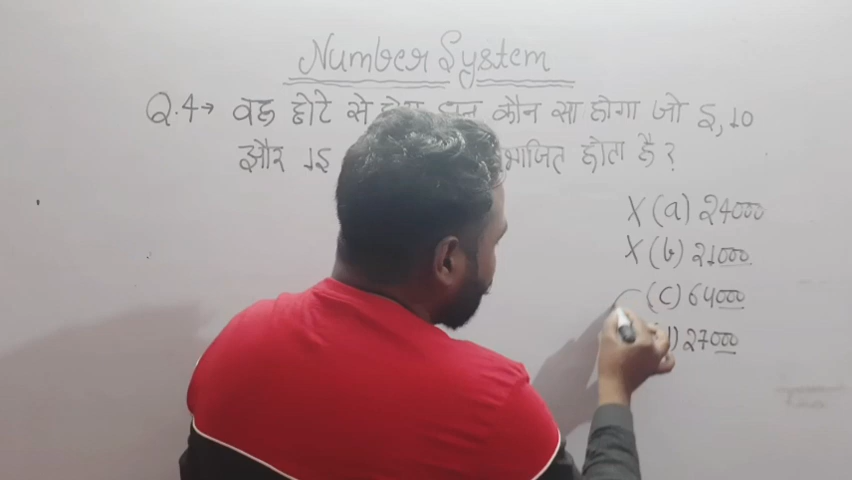 Number System
Q.4→ वह छोटे से कौन सा होगा जो 5, 10
और 15 भाजित होता है ?
X (a) 24000
X (b) 21000
(c) 64000
27000